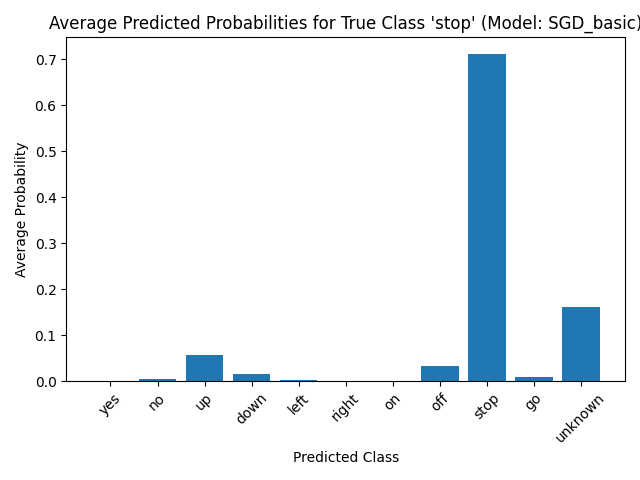 Average Predicted Probabilities for True Class 'stop' (Model: SGD_basic)
0.7
0.6
0.5
0.4
0.3
0.2
0.1
0.0
Average Probability
yes
no
up
down
left
right
on
off
stop
go
unknown
Predicted Class